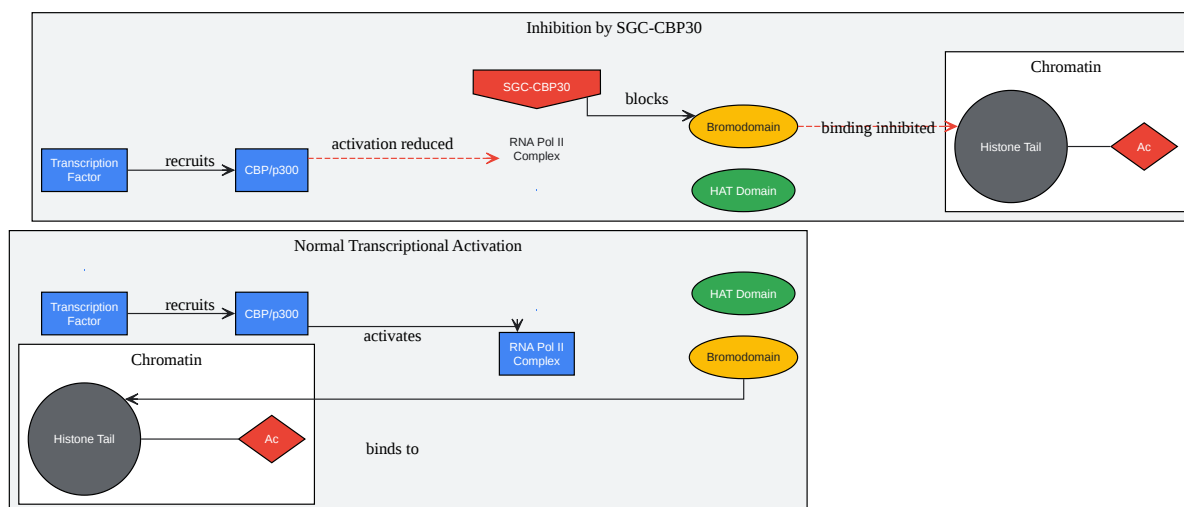 Inhibition by SGC-CBP30
Chromatin
SGC-CBP30
blocks
Bromodomain
binding inhibited
Histone Tail
Ac
Transcription
Factor
recruits
CBP/p300
activation reduced
RNA Pol II
Complex
HAT Domain
Normal Transcriptional Activation
Transcription
Factor
recruits
CBP/p300
activates
RNA Pol II
Complex
HAT Domain
Bromodomain
Chromatin
Histone Tail
Ac
binds to